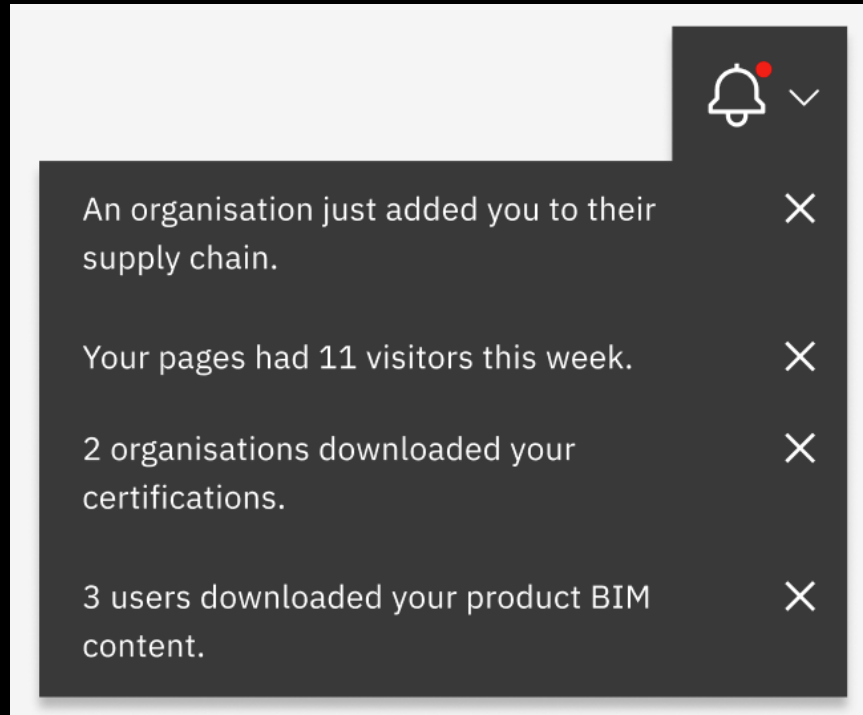 An organisation just added you to their
supply chain.
Your pages had 11 visitors this week.
2 organisations downloaded your
certifications.
3 users downloaded your product BIM
content.